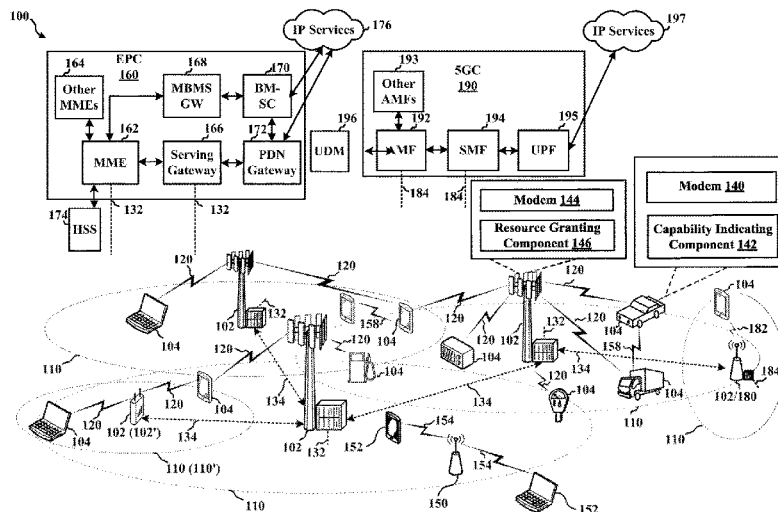 100
IP Services
176
IP Services
197
EPC
160
164
Other
MMEs
168
MBMS
GW
170
BM-
SC
162
MME
166
Serving
Gateway
172
PDN
Gateway
174
HSS
132
132
196
UDM
5GC
190
193
Other
AMFs
192
AMF
194
SMF
195
UPF
184
184
Modem 144
Resource Granting
Component 146
Modem 140
Capability Indicating
Component 142
120
104
102
132
120
158
104
120
120
120
104
102
132
120
120
104
158
104
182
102/180
184
110
120
104
134
104
102
132
134
120
104
134
110
110
104
120
102 (102')
120
104
134
110 (110')
110
152
154
150
154
152